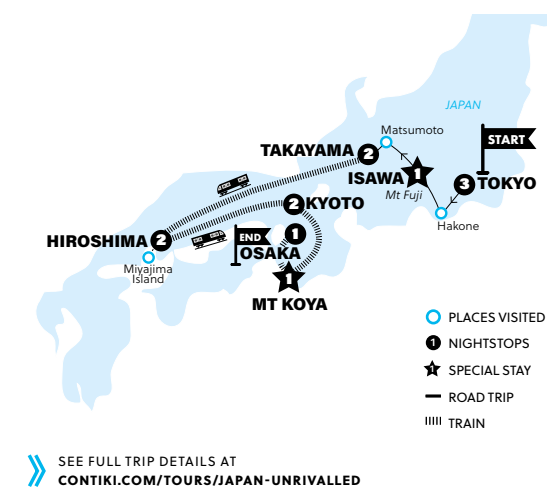 JAPAN
Matsumoto
START
TAKAYAMA
2
ISAWA
1
3
TOKYO
Mt Fuji
2
KYOTO
Hakone
HIROSHIMA
2
END
1
OSAKA
Miyajima
Island
1
MT KOYA
PLACES VISITED
1 NIGHTSTOPS
1 SPECIAL STAY
ROAD TRIP
TRAIN
SEE FULL TRIP DETAILS AT
CONTIKI.COM/TOURS/JAPAN-UNRIVALLED